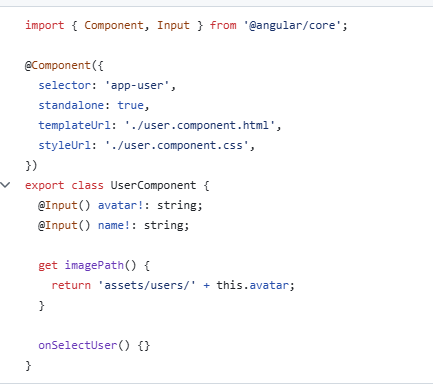 import { Component, Input } from '@angular/core';
@Component({
  selector: 'app-user',
  standalone: true,
  templateUrl: './user.component.html',
  styleUrl: './user.component.css',
})
export class UserComponent {
  @Input() avatar!: string;
  @Input() name!: string;

  get imagePath() {
    return 'assets/users/' + this.avatar;
  }

  onSelectUser() {}
}